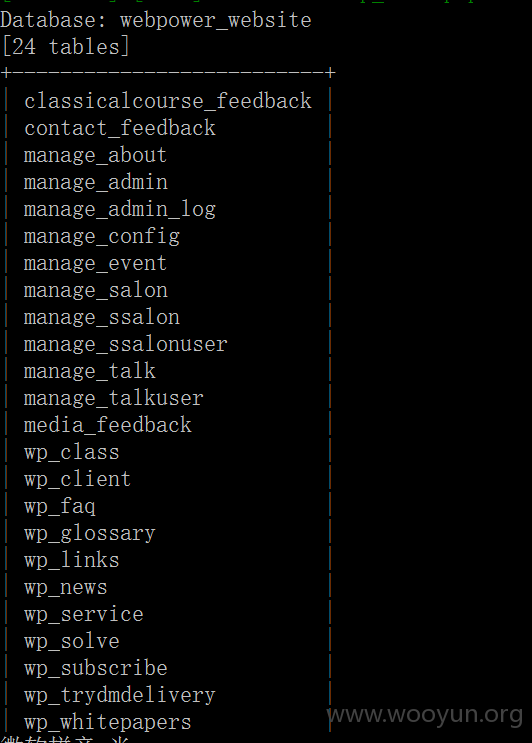 Database: webpower_website
[24 tables]
+--------------------------+
| classicalcourse_feedback |
| contact_feedback |
| manage_about |
| manage_admin |
| manage_admin_log |
| manage_config |
| manage_event |
| manage_salon |
| manage_ssalon |
| manage_ssalonuser |
| manage_talk |
| manage_talkuser |
| media_feedback |
| wp_class |
| wp_client |
| wp_faq |
| wp_glossary |
| wp_links |
| wp_news |
| wp_service |
| wp_solve |
| wp_subscribe |
| wp_trydmdelivery |
| wp_whitepapers |
www.wooyun.org